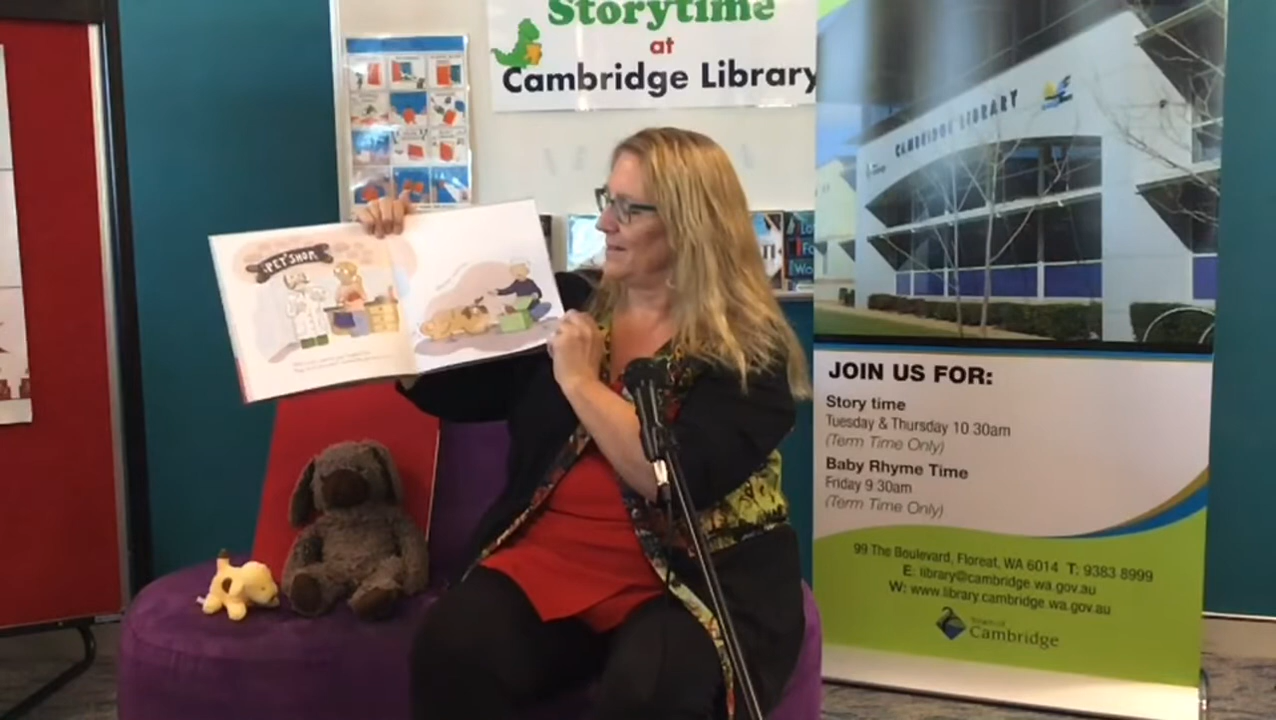 Storytime
at
Cambridge Library
PET SHOP
CAMBRIDGE LIBRARY
JOIN US FOR:
Story time
Tuesday & Thursday 10 30am
(Term Time Only)
Baby Rhyme Time
Friday 9 30am
(Term Time Only)
99 The Boulevard, Floreat, WA 6014 T: 9383 8999
E: library@cambridge.wa.gov.au
W: www.library.cambridge.wa.gov.au
Town of
Cambridge